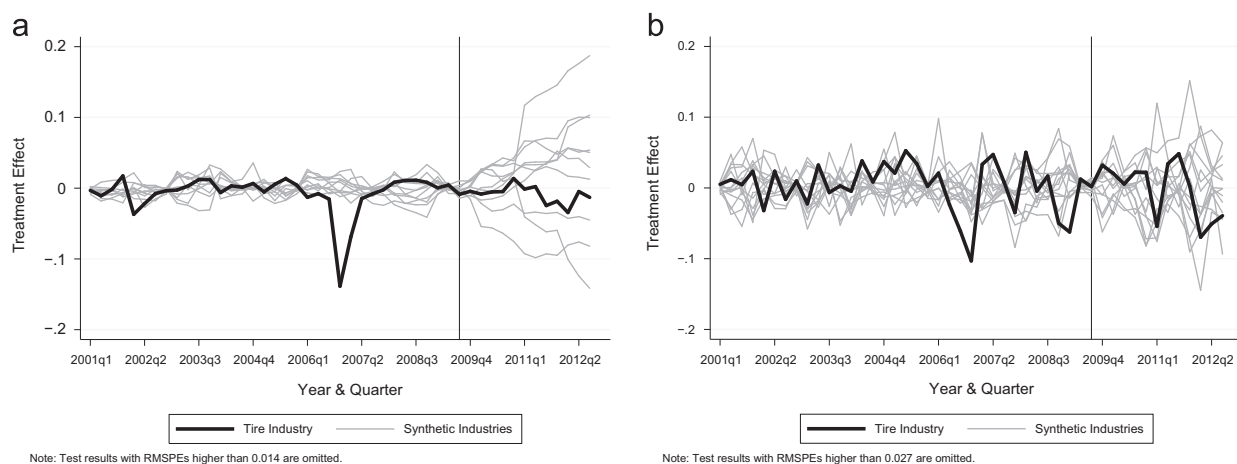 a
0.2
0.1
0
−.1
−.2
Treatment Effect
2001q1 2002q2 2003q3 2004q4 2006q1 2007q2 2008q3 2009q4 2011q1 2012q2
Year & Quarter
Tire Industry Synthetic Industries
Note: Test results with RMSPEs higher than 0.014 are omitted.
b
0.2
0.1
0
−.1
−.2
Treatment Effect
2001q1 2002q2 2003q3 2004q4 2006q1 2007q2 2008q3 2009q4 2011q1 2012q2
Year & Quarter
Tire Industry Synthetic Industries
Note: Test results with RMSPEs higher than 0.027 are omitted.